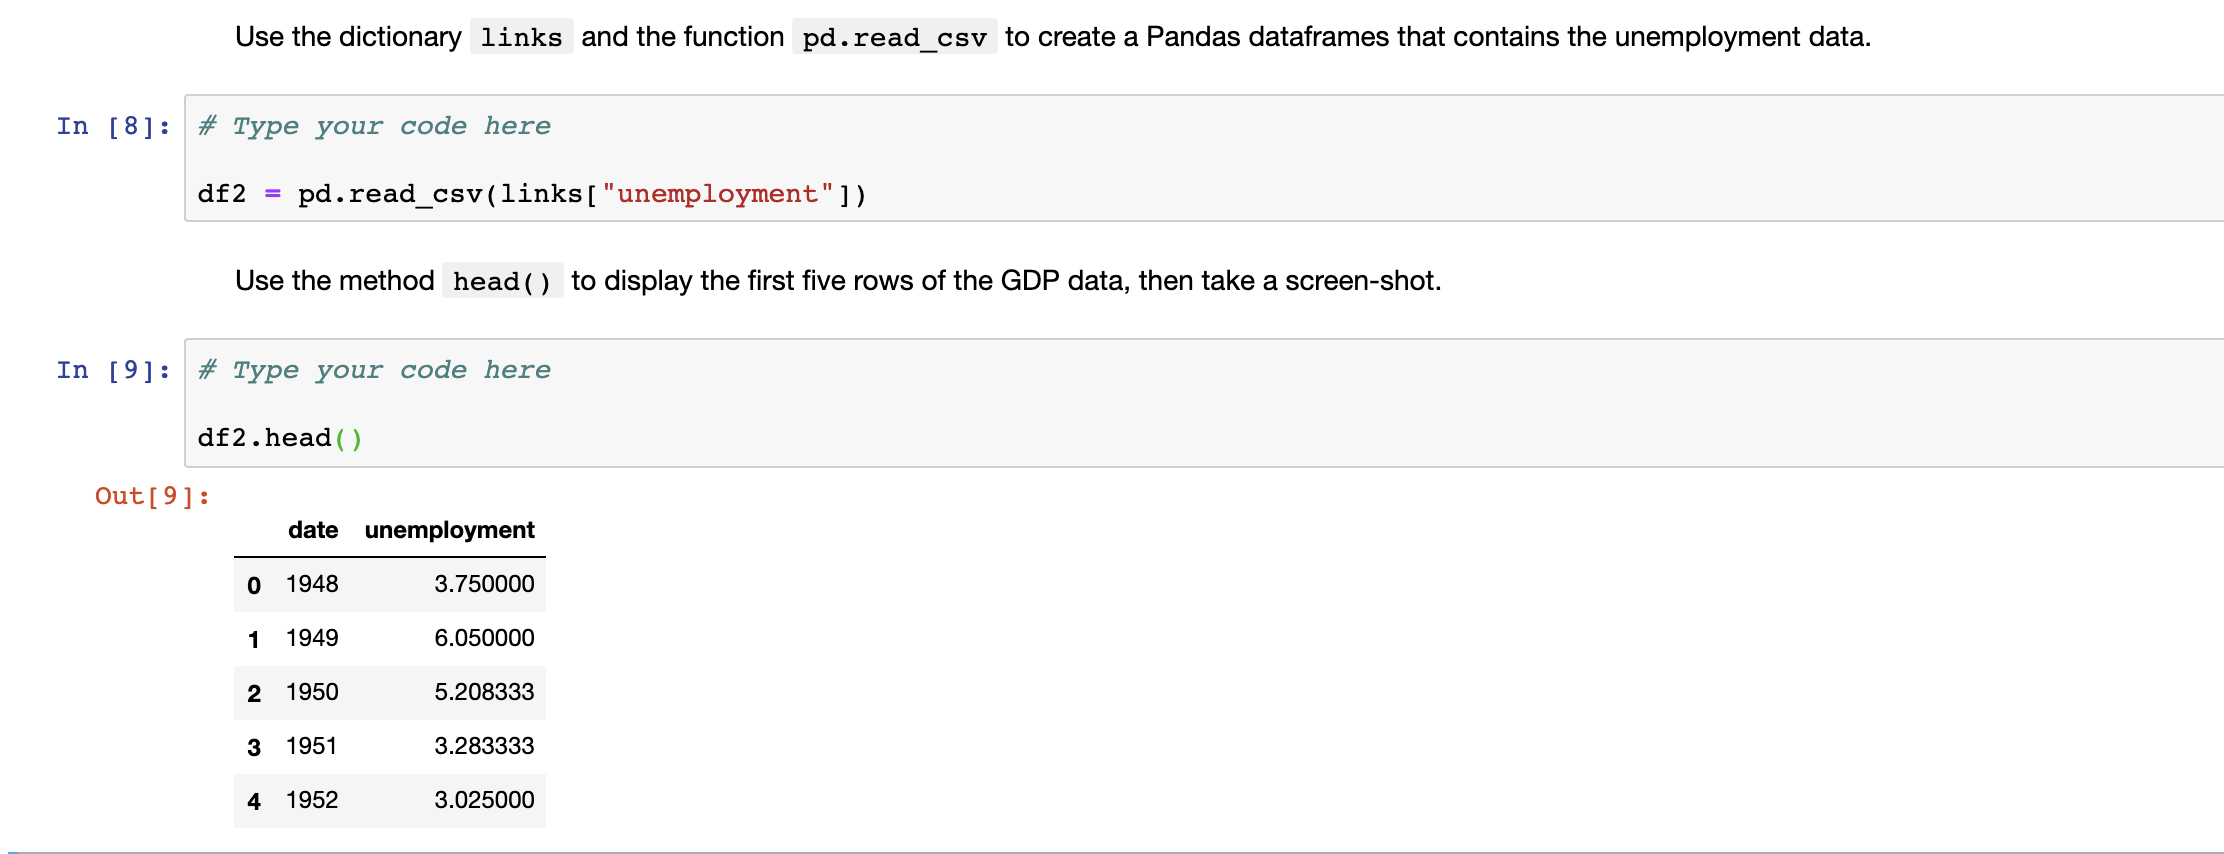 Use the dictionary links and the function pd.read_csv to create a Pandas dataframes that contains the unemployment data.
In [8]: # Type your code here
df2 = pd.read_csv(links["unemployment"])
Use the method head() to display the first five rows of the GDP data, then take a screen-shot.
In [9]: # Type your code here
df2.head()
Out[9]:
date unemployment
0 1948 3.750000
1 1949 6.050000
2 1950 5.208333
3 1951 3.283333
4 1952 3.025000